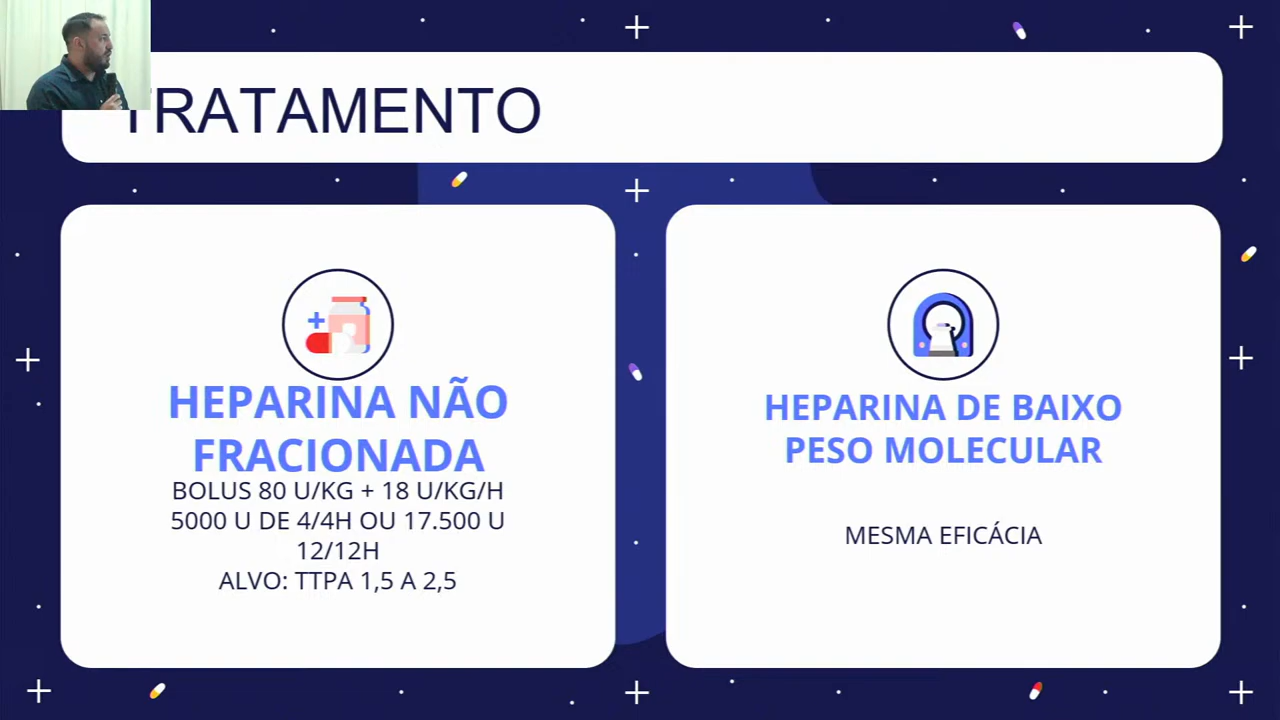 TRATAMENTO
HEPARINA NÃO
FRACIONADA
BOLUS 80 U/KG + 18 U/KG/H
5000 U DE 4/4H OU 17.500 U
12/12H
ALVO: TTPA 1,5 A 2,5
HEPARINA DE BAIXO
PESO MOLECULAR
MESMA EFICÁCIA